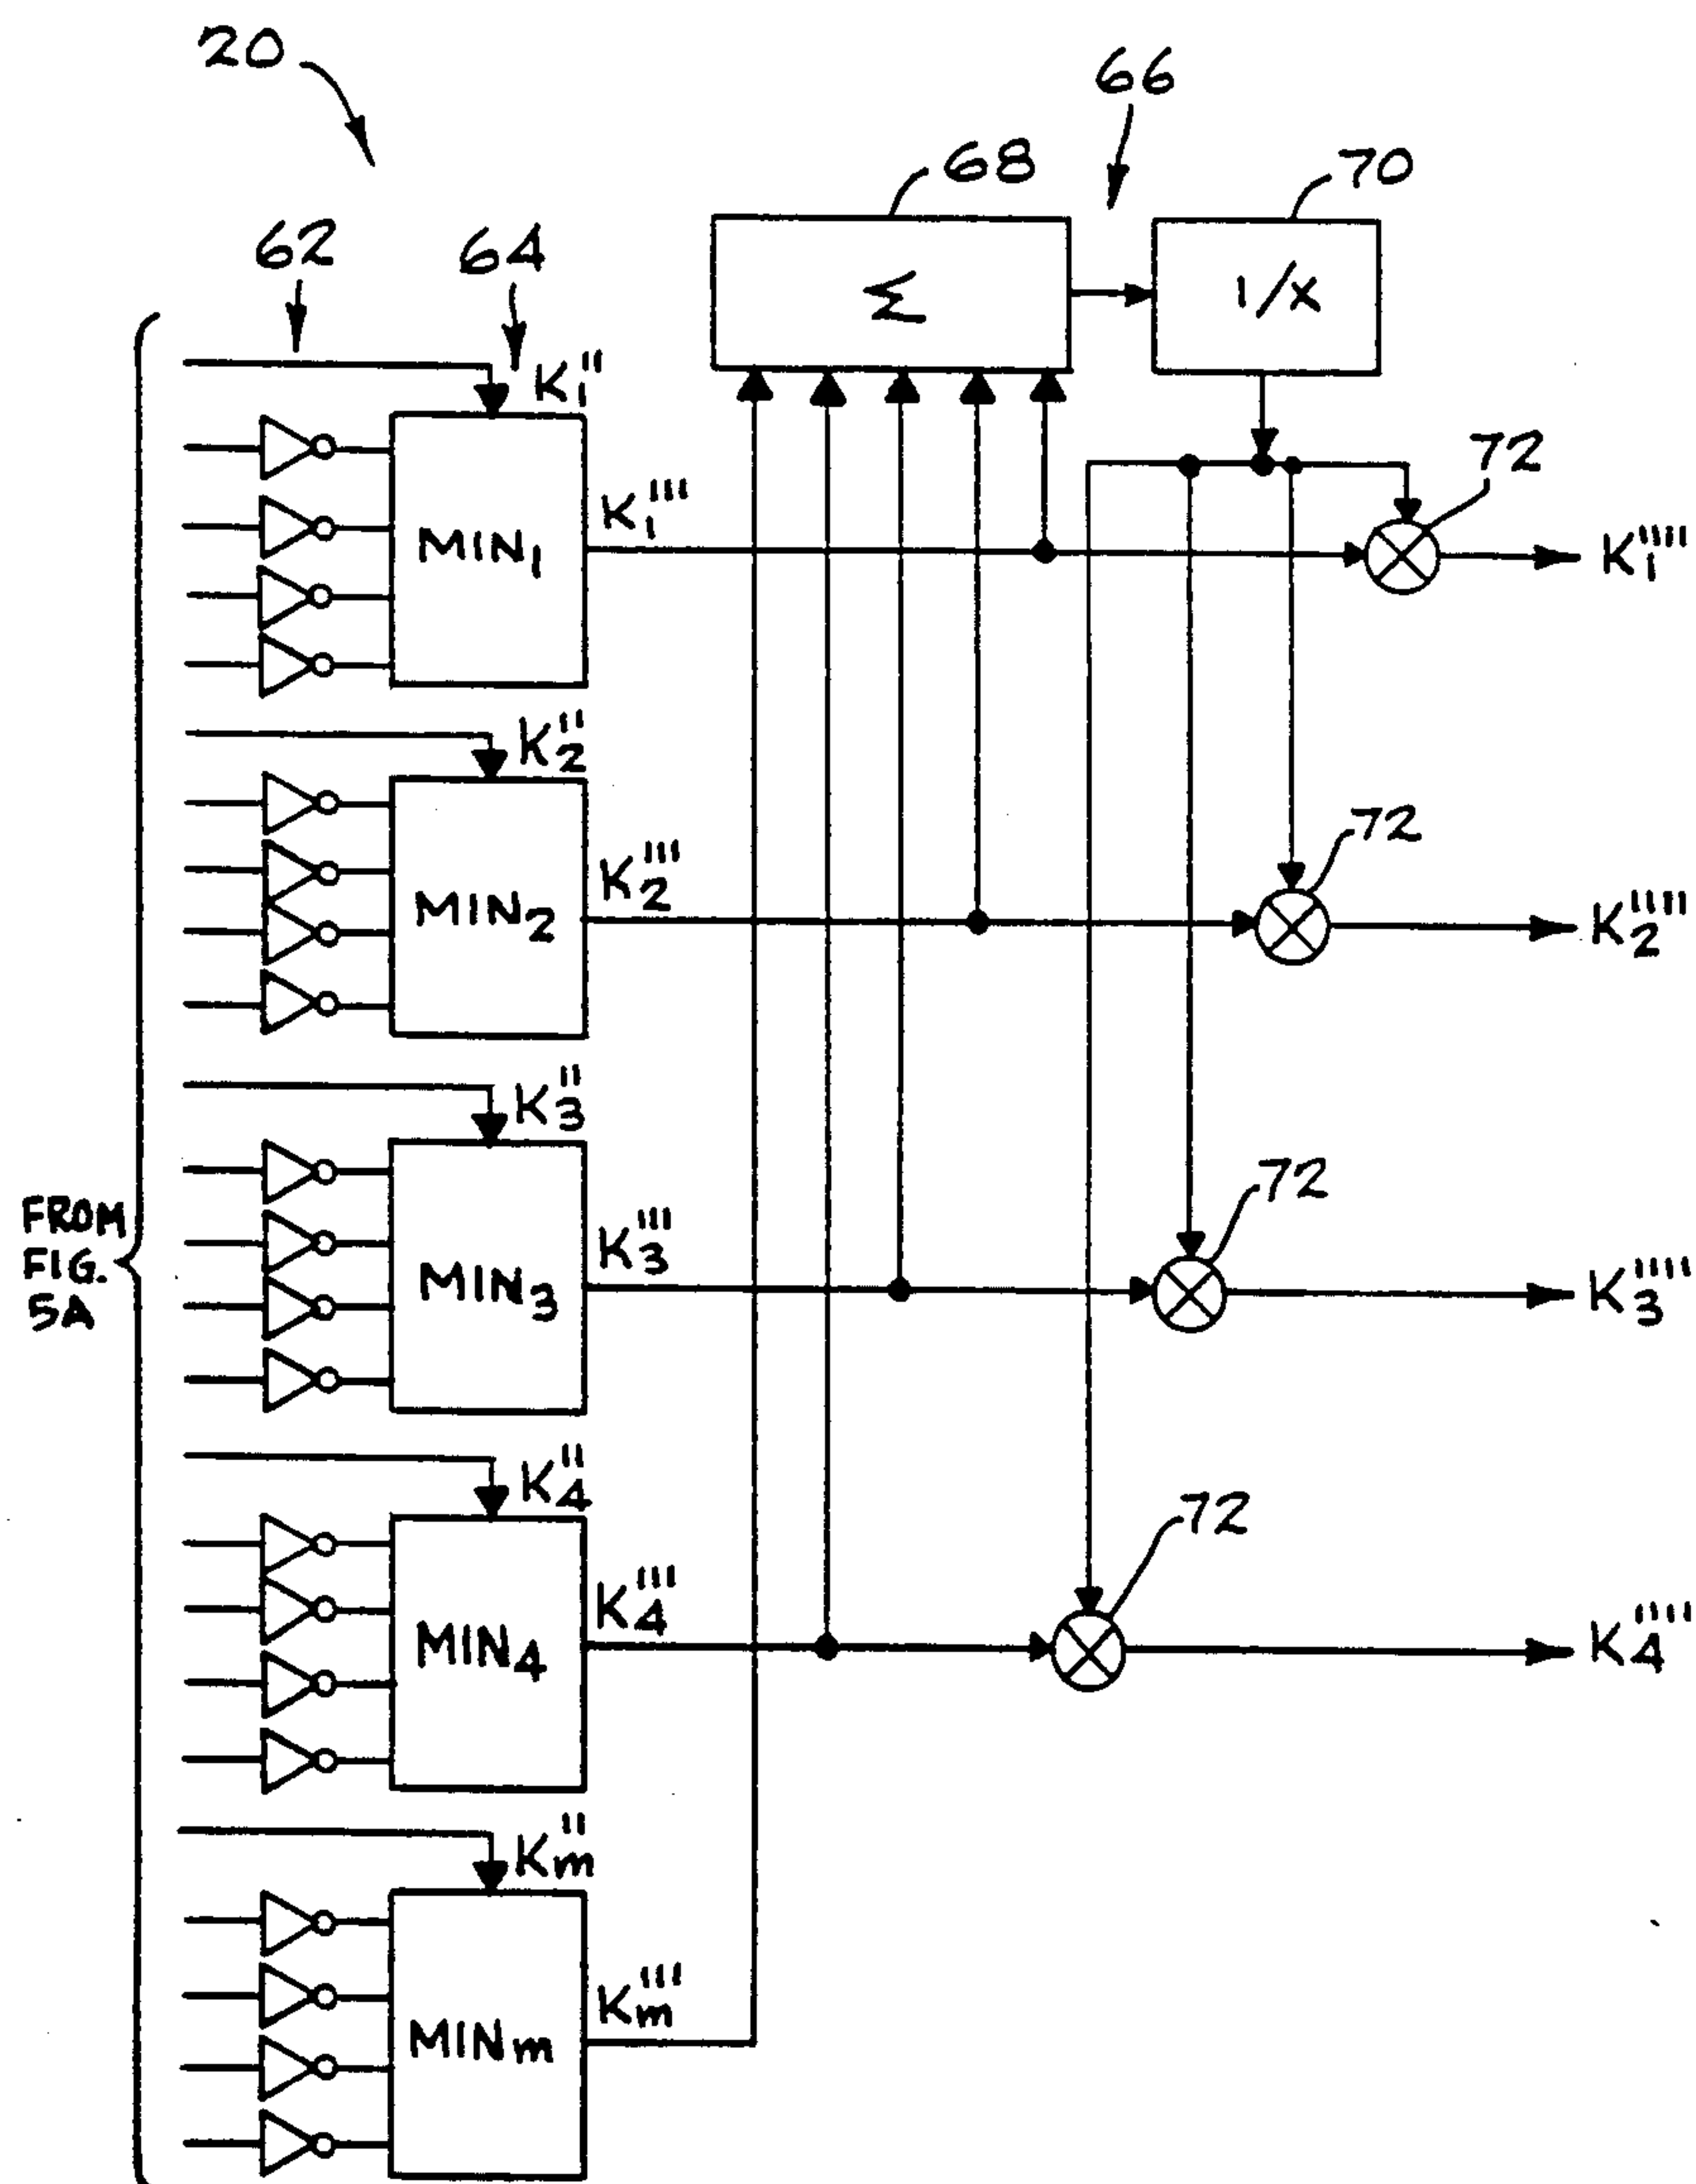 20
66
68
70
62
64
Σ
1/X
K1''
72
MIN1
K1'''
K1''''
K2''
72
MIN2
K2'''
K2''''
K3''
72
FROM
FIG.
5A
MIN3
K3'''
K3''''
K4''
72
MIN4
K4'''
K4''''
Km''
MINm
Km'''